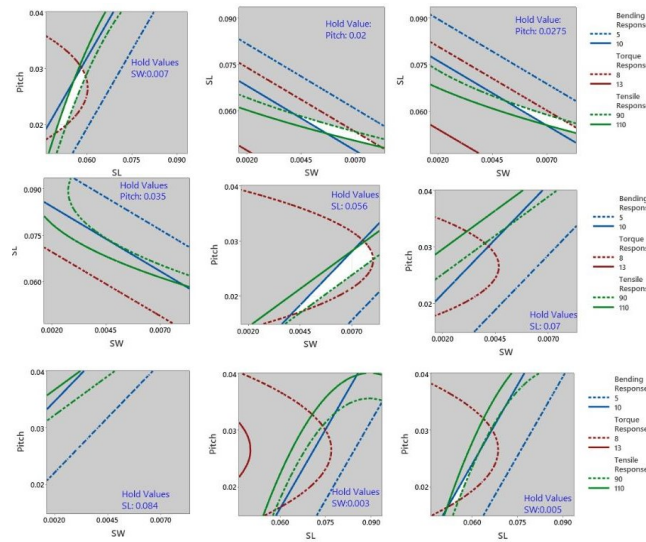 0.04
0.03
0.02
Pitch
0.060
0.090
SL
Hold Values
SW:0.007
0.090
0.075
0.060
SL
0.0020
0.0045
0.0070
SW
Hold Value:
Pitch: 0.02
0.090
0.075
0.060
SL
0.0020
0.0045
0.0070
SW
Hold Value:
Pitch: 0.0275
Bending
Response
5
10
Torque
Response
8
13
Tensile
Response
90
110
0.090
0.075
0.060
SL
0.0020
0.0045
0.0070
SW
Hold Values
Pitch: 0.035
0.04
0.03
0.02
Pitch
0.0020
0.0045
0.0070
SW
Hold Values
SL: 0.056
0.04
0.03
0.02
Pitch
0.0020
0.0045
0.0070
SW
Hold Values
SL: 0.07
Bending
Respons
5
10
Torque
Respons
8
13
Tensile
Respons
90
110
0.04
0.03
0.02
Pitch
0.0020
0.0045
0.0070
SW
Hold Values
SL: 0.084
0.04
0.03
0.02
Pitch
0.060
0.090
SL
Hold Values
SW:0.003
0.04
0.03
0.02
Pitch
0.060
0.090
SL
Hold Values
SW:0.005
Bending
Response
5
10
Torque
Response
8
13
Tensile
Response
90
110